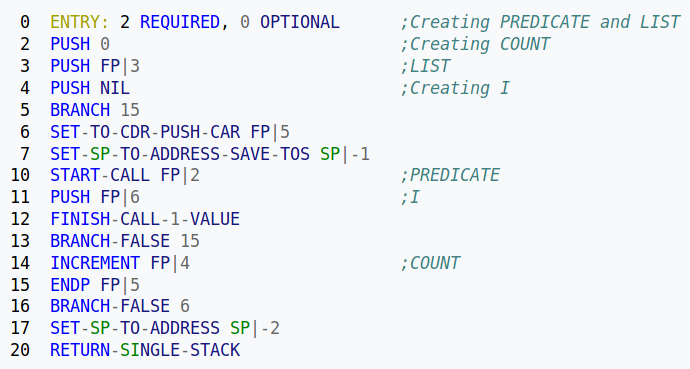 0 ENTRY: 2 REQUIRED, 0 OPTIONAL ;Creating PREDICATE and LIST
2 PUSH 0 ;Creating COUNT
3 PUSH FP|3 ;LIST
4 PUSH NIL ;Creating I
5 BRANCH 15
6 SET-TO-CDR-PUSH-CAR FP|5
7 SET-SP-TO-ADDRESS-SAVE-TOS SP|-1
10 START-CALL FP|2 ;PREDICATE
11 PUSH FP|6 ;I
12 FINISH-CALL-1-VALUE
13 BRANCH-FALSE 15
14 INCREMENT FP|4 ;COUNT
15 ENDP FP|5
16 BRANCH-FALSE 6
17 SET-SP-TO-ADDRESS SP|-2
20 RETURN-SINGLE-STACK